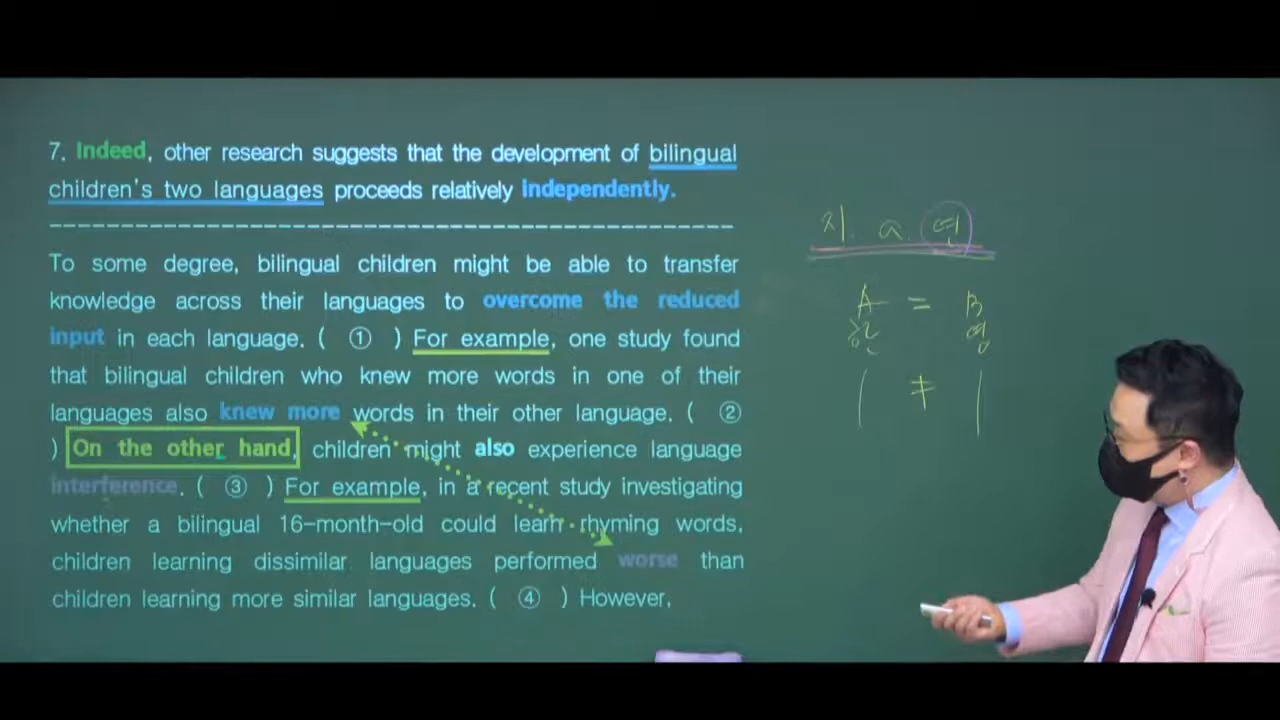 7. Indeed, other research suggests that the development of bilingual
children's two languages proceeds relatively independently.
To some degree, bilingual children might be able to transfer
knowledge across their languages to overcome the reduced
input in each language. ( ① ) For example, one study found
that bilingual children who knew more words in one of their
languages also knew more words in their other language. ( ②
) On the other hand, children might also experience language
interference. ( ③ ) For example, in a recent study investigating
whether a bilingual 16-month-old could learn rhyming words,
children learning dissimilar languages performed worse than
children learning more similar languages. ( ④ ) However,
지. a. 연
A = B
≠